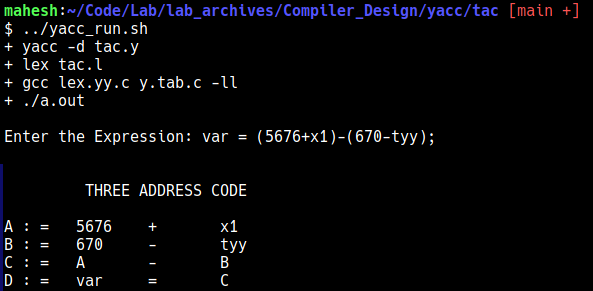 mahesh:~/Code/Lab/lab_archives/Compiler_Design/yacc/tac [main +]
$ ../yacc_run.sh
+ yacc -d tac.y
+ lex tac.l
+ gcc lex.yy.c y.tab.c -ll
+ ./a.out
Enter the Expression: var = (5676+x1)-(670-tyy);
THREE ADDRESS CODE
A : = 5676 + x1
B : = 670 - tyy
C : = A - B
D : = var = C